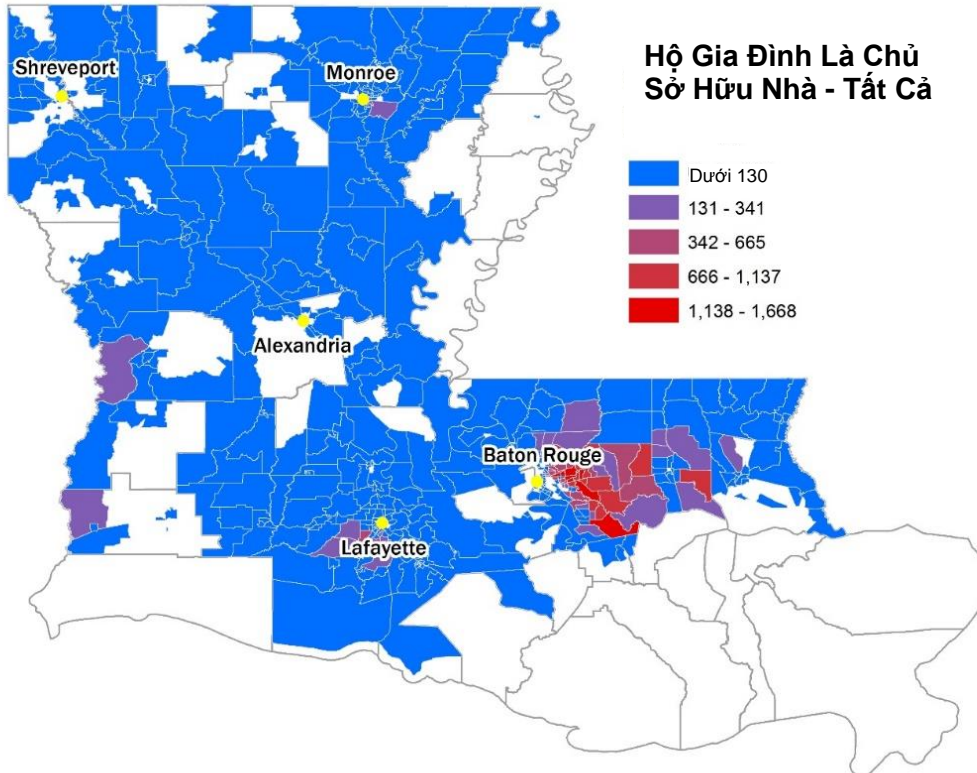 Hộ Gia Đình Là Chủ
Sở Hữu Nhà - Tất Cả
Shreveport
Monroe
Dưới 130
131 - 341
342 - 665
666 - 1,137
1,138 - 1,668
Alexandria
Baton Rouge
Lafayette